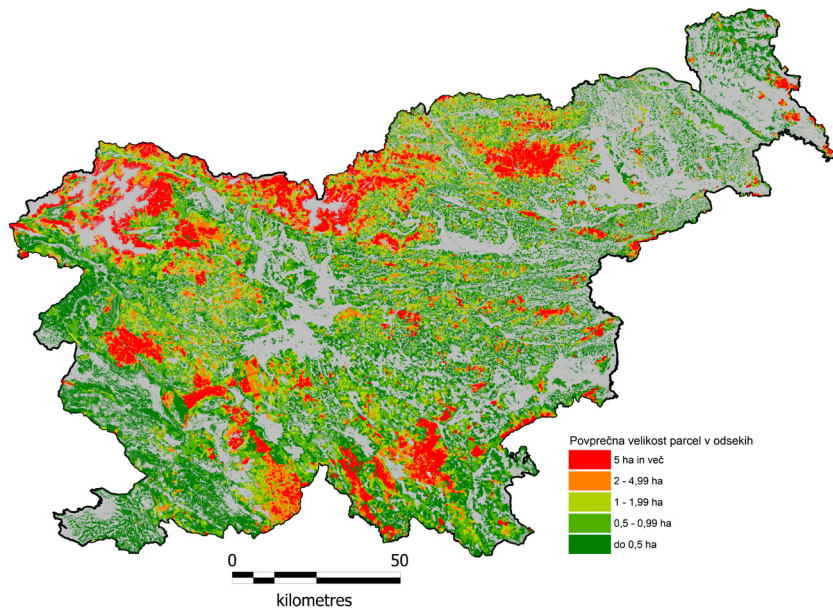 Povprečna velikost parcel v odsekih
5 ha in več
2 - 4,99 ha
1 - 1,99 ha
0,5 - 0,99 ha
do 0,5 ha
0 50
kilometres